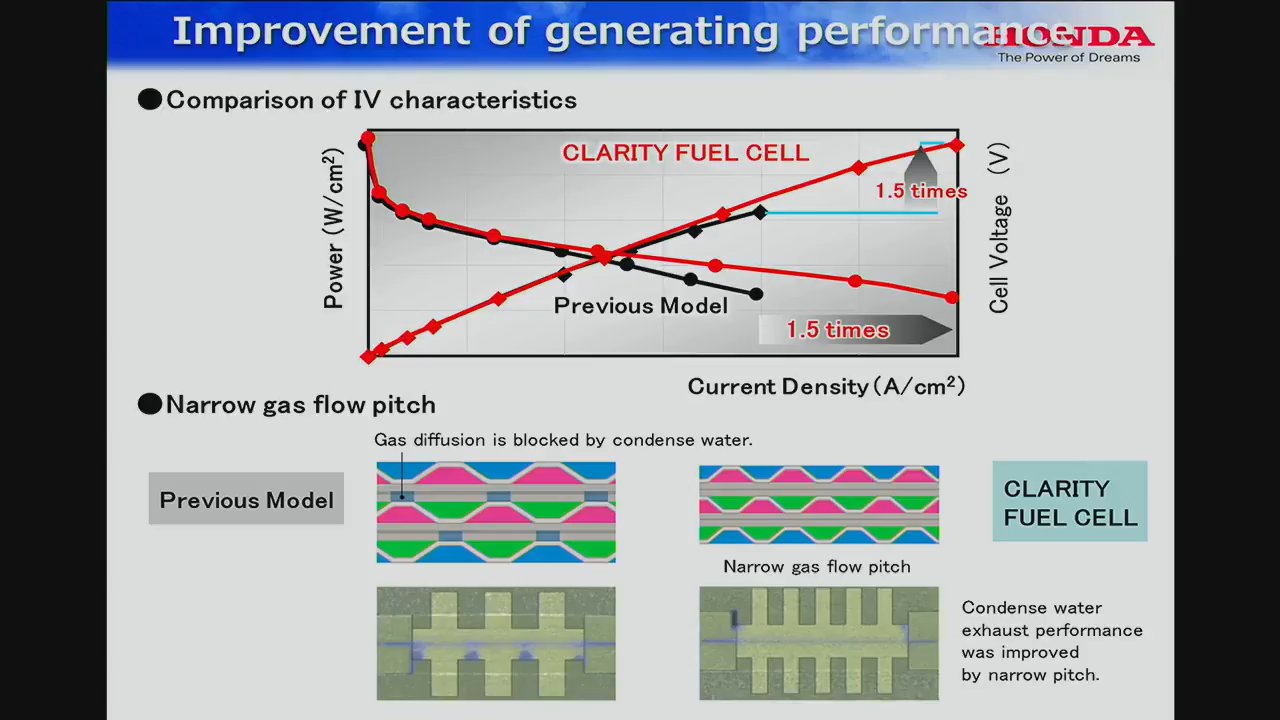 Improvement of generating performance
HONDA
The Power of Dreams
●Comparison of IV characteristics
Power (W/cm²)
CLARITY FUEL CELL
1.5 times
Previous Model
1.5 times
Cell Voltage (V)
Current Density (A/cm²)
●Narrow gas flow pitch
Gas diffusion is blocked by condense water.
Previous Model
CLARITY
FUEL CELL
Narrow gas flow pitch
Condense water
exhaust performance
was improved
by narrow pitch.